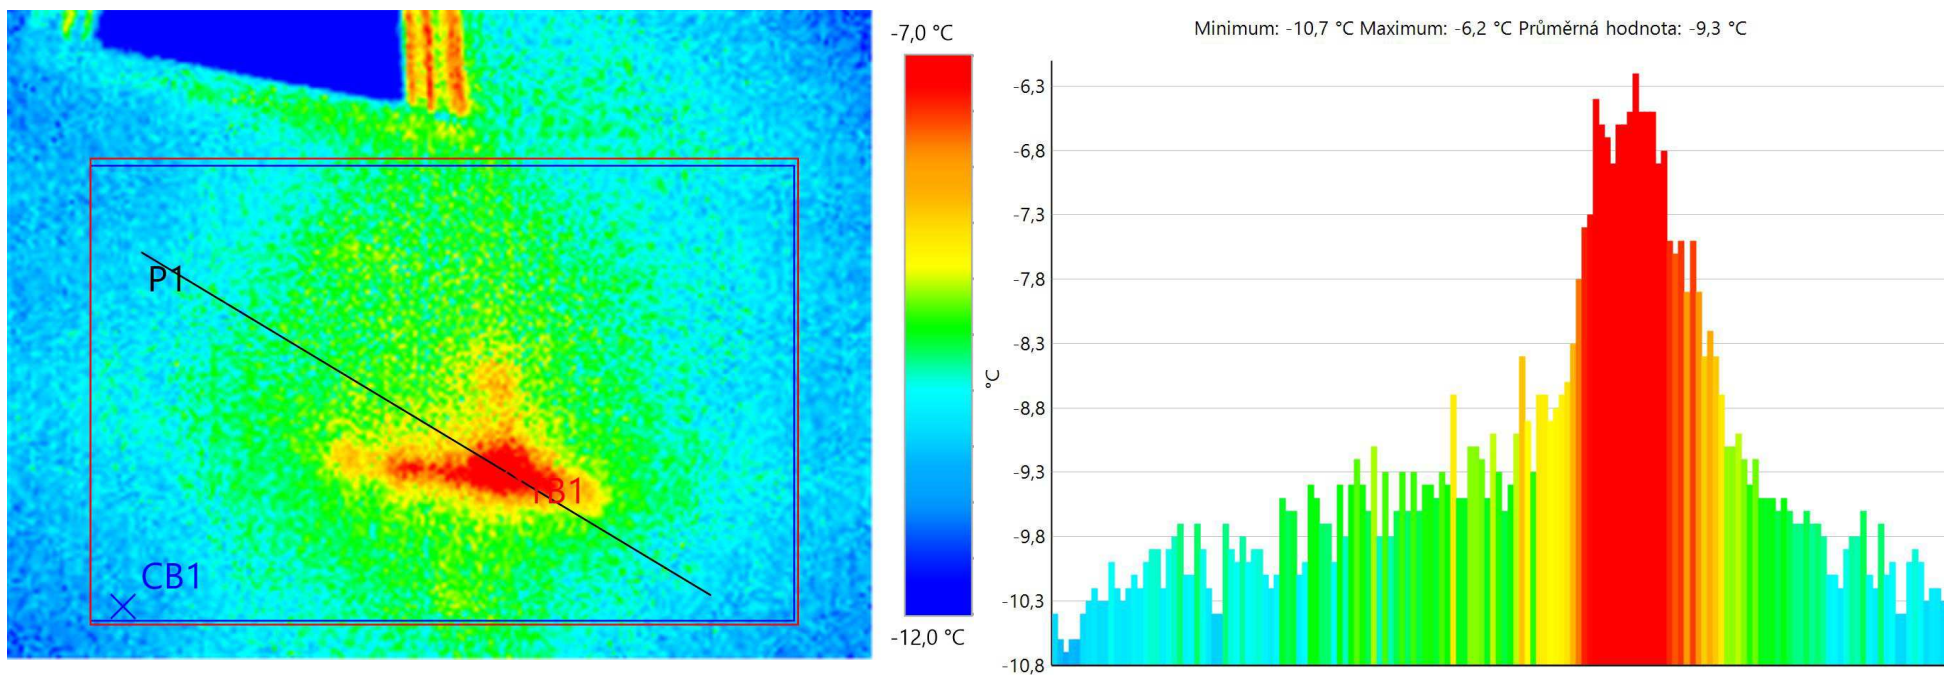 -7,0 °C
P1
TB1
CB1
-12,0 °C
Minimum: -10,7 °C Maximum: -6,2 °C Průměrná hodnota: -9,3 °C
°C
-6,3
-6,8
-7,3
-7,8
-8,3
-8,8
-9,3
-9,8
-10,3
-10,8